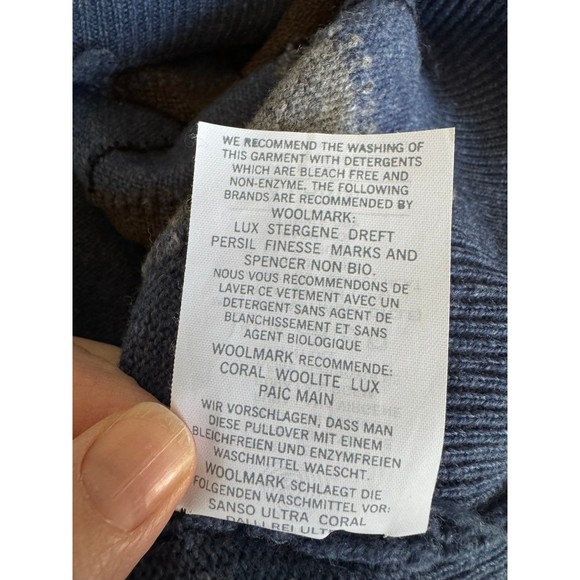 WE RECOMMEND THE WASHING OF
THIS GARMENT WITH DETERGENTS
WHICH ARE BLEACH FREE AND
NON-ENZYME. THE FOLLOWING
BRANDS ARE RECOMMENDED BY
WOOLMARK:
LUX STERGENE DREFT
PERSIL FINESSE MARKS AND
SPENCER NON BIO.
NOUS VOUS RECOMMENDONS DE
LAVER CE VETEMENT AVEC UN
DETERGENT SANS AGENT DE
BLANCHISSEMENT ET SANS
AGENT BIOLOGIQUE
WOOLMARK RECOMMENDE:
CORAL WOOLITE LUX
PAIC MAIN
WIR VORSCHLAGEN, DASS MAN
DIESE PULLOVER MIT EINEM
BLEICHFREIEN UND ENZYMFREIEN
WASCHMITTEL WAESCHT.
WOOLMARK SCHLAEGT DIE
FOLGENDEN WASCHMITTEL VOR:
SANSO ULTRA CORAL